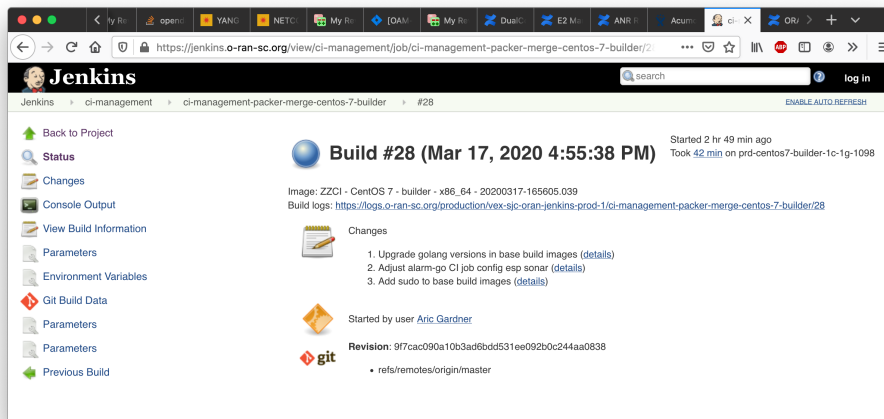 My Re
opend
YANG
NETC
My Re
[OAM
My Re
DualC
E2 Ma
ANR R
Acumo
ci-
OR/
https://jenkins.o-ran-sc.org/view/ci-management/job/ci-management-packer-merge-centos-7-builder/2
ABP
Jenkins
search
log in
Jenkins ci-management ci-management-packer-merge-centos-7-builder #28
ENABLE AUTO REFRESH
Back to Project
Status
Changes
Console Output
View Build Information
Parameters
Environment Variables
Git Build Data
Parameters
Parameters
Previous Build
Build #28 (Mar 17, 2020 4:55:38 PM)
Started 2 hr 49 min ago
Took 42 min on prd-centos7-builder-1c-1g-1098
Image: ZZCI - CentOS 7 - builder - x86_64 - 20200317-165605.039
Build logs: https://logs.o-ran-sc.org/production/vex-sjc-oran-jenkins-prod-1/ci-management-packer-merge-centos-7-builder/28
Changes
1. Upgrade golang versions in base build images (details)
2. Adjust alarm-go CI job config esp sonar (details)
3. Add sudo to base build images (details)
Started by user Aric Gardner
git
Revision: 9f7cac090a10b3ad6bdd531ee092b0c244aa0838
• refs/remotes/origin/master